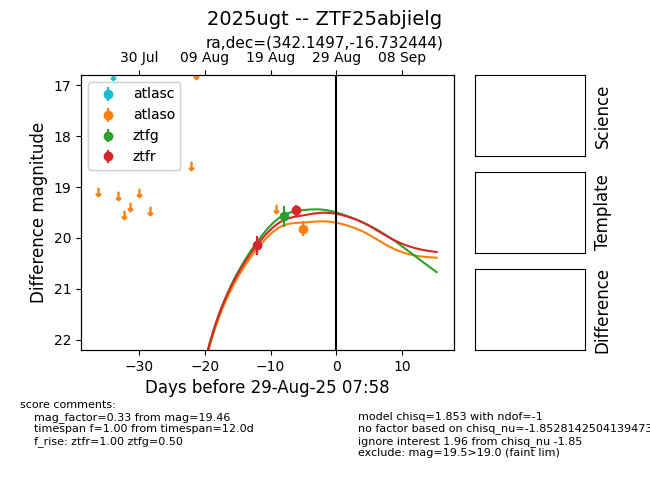 2025ugt -- ZTF25abjielg
ra,dec=(342.1497,-16.732444)
30 Jul 09 Aug 19 Aug 29 Aug 08 Sep
17
18
19
20
21
22
Difference magnitude
atlasc
atlaso
ztfg
ztfr
Science
Template
Difference
−30 −20 −10 0 10
Days before 29-Aug-25 07:58
score comments:
mag_factor=0.33 from mag=19.46
timespan f=1.00 from timespan=12.0d
f_rise: ztfr=1.00 ztfg=0.50
model chisq=1.853 with ndof=-1
no factor based on chisq_nu=-1.8528142504139473
ignore interest 1.96 from chisq_nu -1.85
exclude: mag=19.5>19.0 (faint lim)